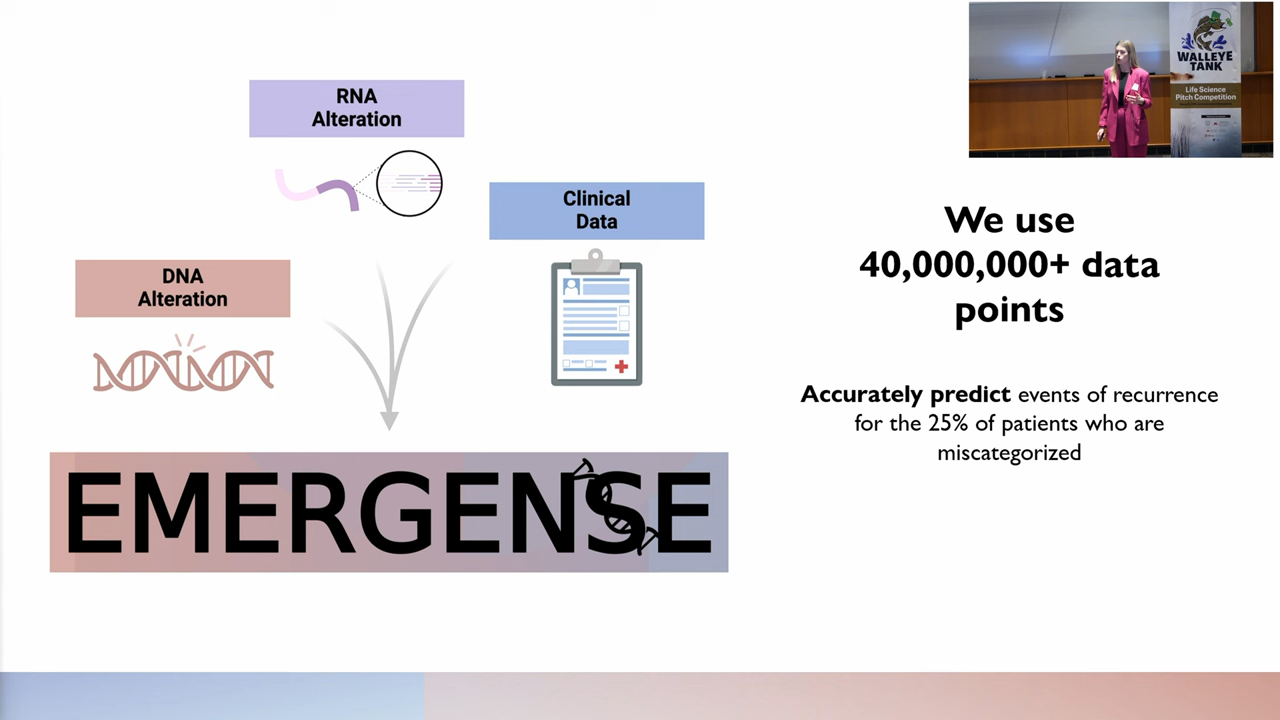 RNA
Alteration
Clinical
Data
DNA
Alteration
EMERGENSE
WALLEYE
TANK
Life Science
Pitch Competition
We use
40,000,000+ data
points
Accurately predict events of recurrence
for the 25% of patients who are
miscategorized